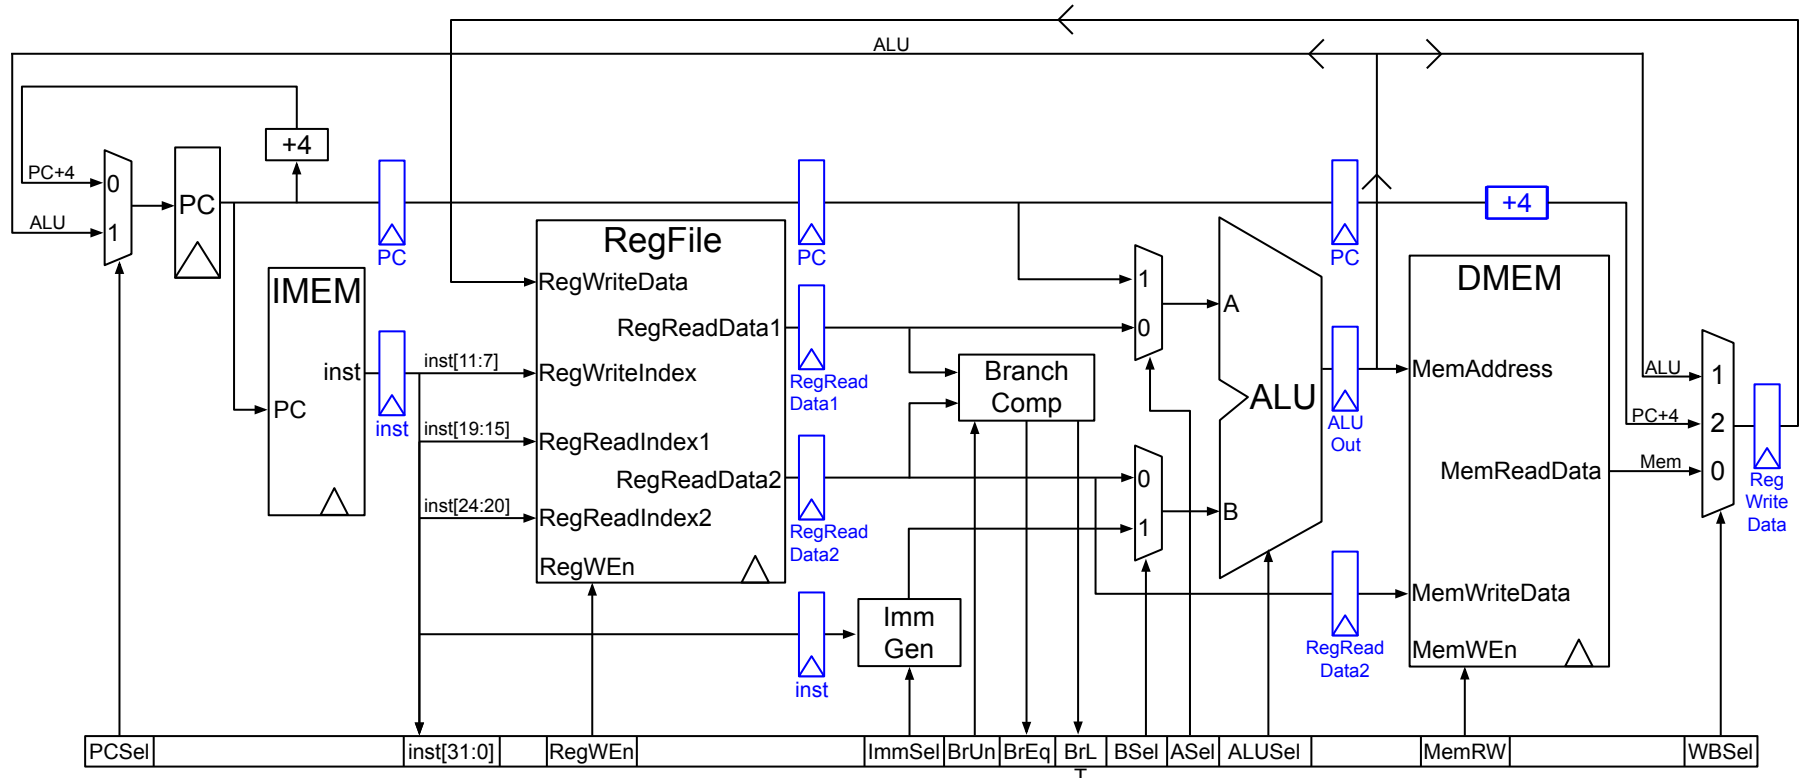 ALU
+4
PC+4
0
PC
ALU
1
PC
PC
PC
+4
RegFile
IMEM
DMEM
RegWriteData
1
A
RegReadData1
0
inst
inst[11:7]
RegWriteIndex
RegRead
Data1
Branch
Comp
ALU
MemAddress
ALU
1
PC
inst
ALU
Out
PC+4
2
inst[19:15]
RegReadIndex1
RegReadData2
0
MemReadData
Mem
0
Reg
Write
Data
inst[24:20]
RegReadIndex2
1
B
RegRead
Data2
RegWEn
Imm
Gen
MemWriteData
MemWEn
RegRead
Data2
inst
PCSel
inst[31:0]
RegWEn
ImmSel
BrUn
BrEq
BrL
T
BSel
ASel
ALUSel
MemRW
WBSel